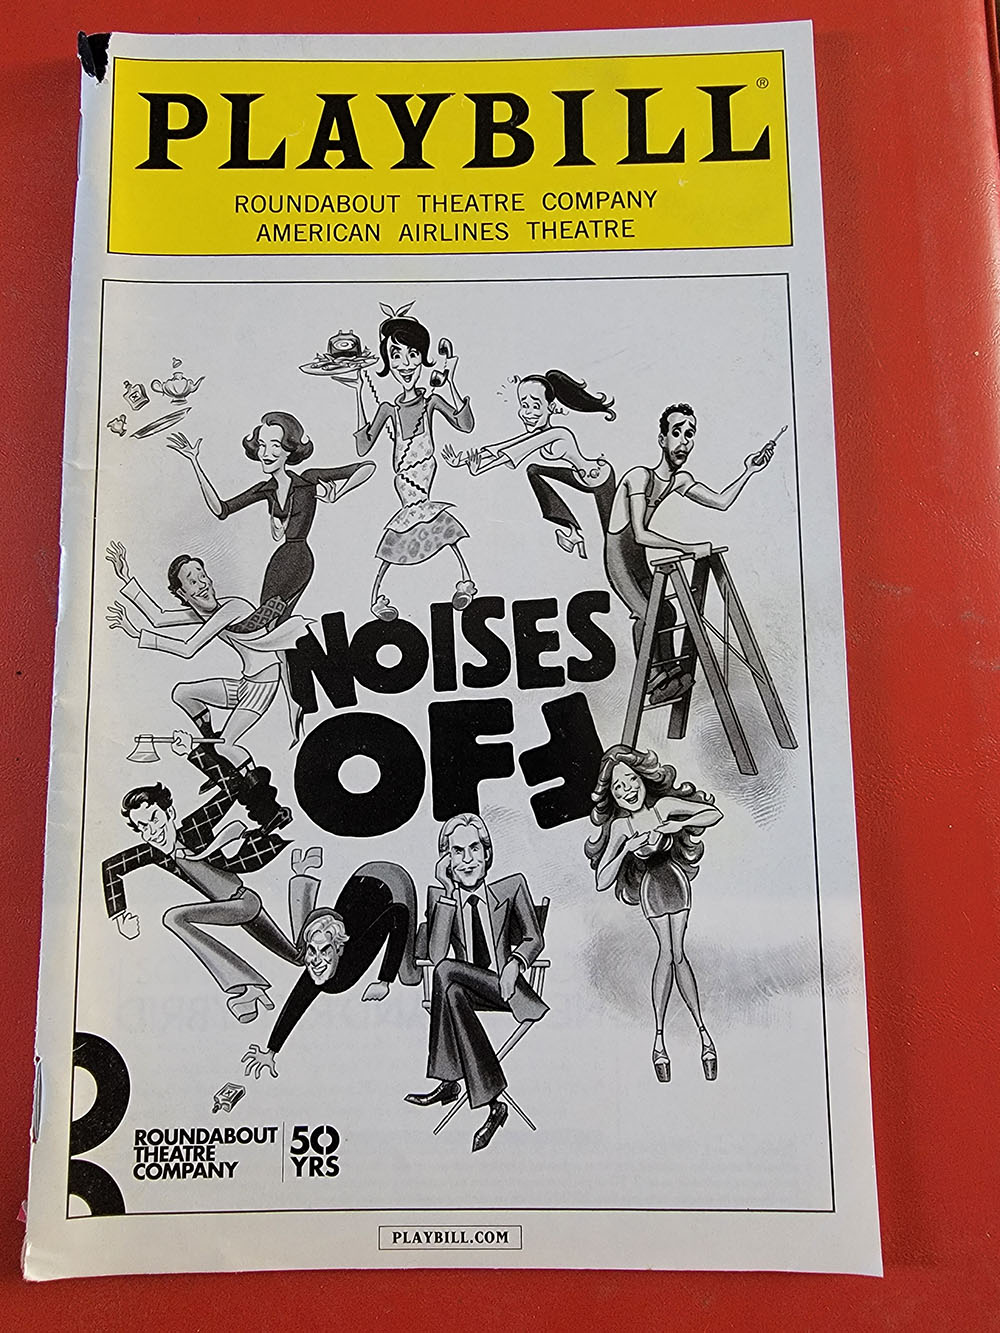 PLAYBILL®
ROUNDABOUT THEATRE COMPANY
AMERICAN AIRLINES THEATRE
NOISES
OFF
ROUNDABOUT
THEATRE
COMPANY
50
YRS
PLAYBILL.COM